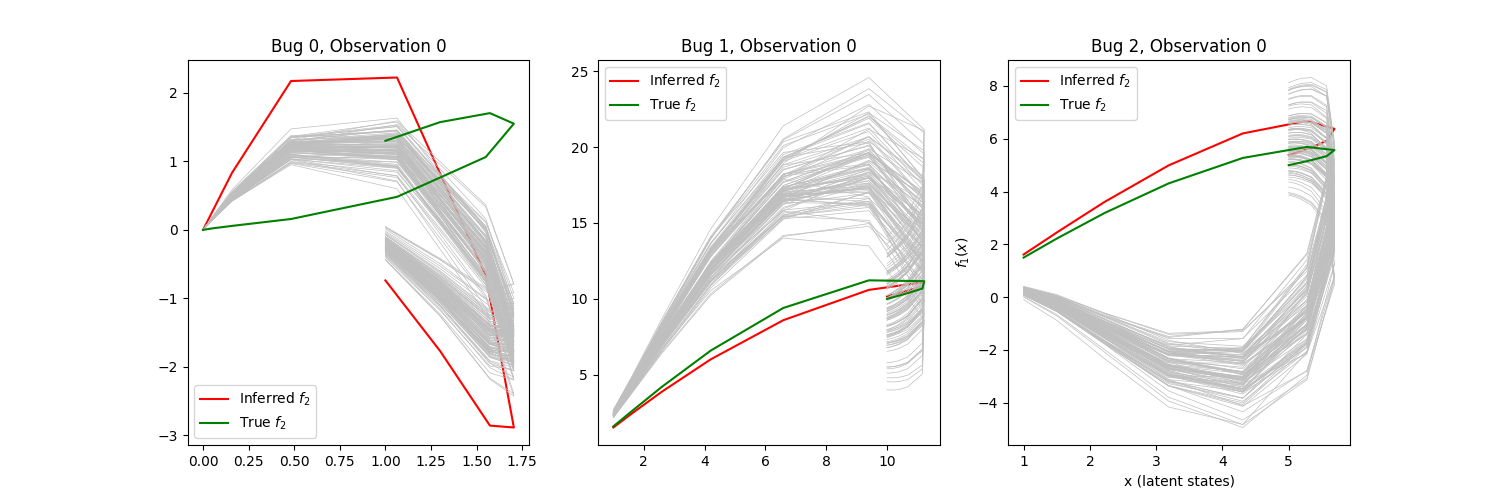 Bug 0, Observation 0
2
1
0
−1
−2
−3
0.00 0.25 0.50 0.75 1.00 1.25 1.50 1.75
Inferred f₂
True f₂
Bug 1, Observation 0
25
20
15
10
5
2 4 6 8 10
Inferred f₂
True f₂
Bug 2, Observation 0
8
6
4
2
0
−2
−4
1 2 3 4 5
f₁(x)
x (latent states)
Inferred f₂
True f₂